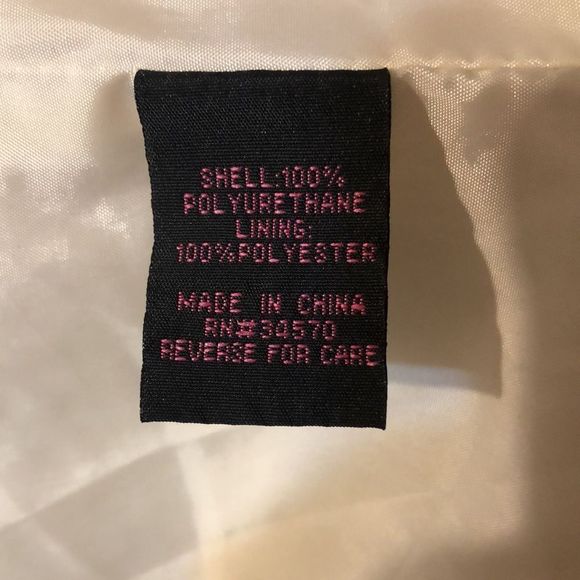 SHELL:100%
POLYURETHANE
LINING:
100%POLYESTER
MADE IN CHINA
RN#34570
REVERSE FOR CARE